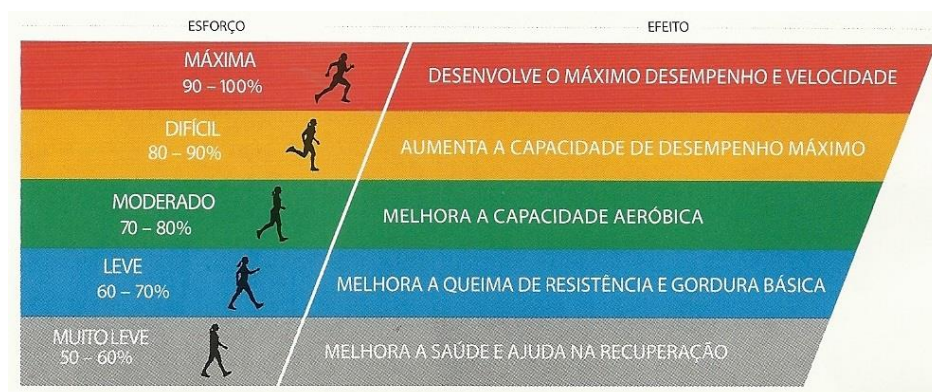 ESFORÇO EFEITO
MÁXIMA
90 – 100%
DESENVOLVE O MÁXIMO DESEMPENHO E VELOCIDADE
DIFÍCIL
80 – 90%
AUMENTA A CAPACIDADE DE DESEMPENHO MÁXIMO
MODERADO
70 – 80%
MELHORA A CAPACIDADE AERÓBICA
LEVE
60 – 70%
MELHORA A QUEIMA DE RESISTÊNCIA E GORDURA BÁSICA
MUITO LEVE
50 – 60%
MELHORA A SAÚDE E AJUDA NA RECUPERAÇÃO